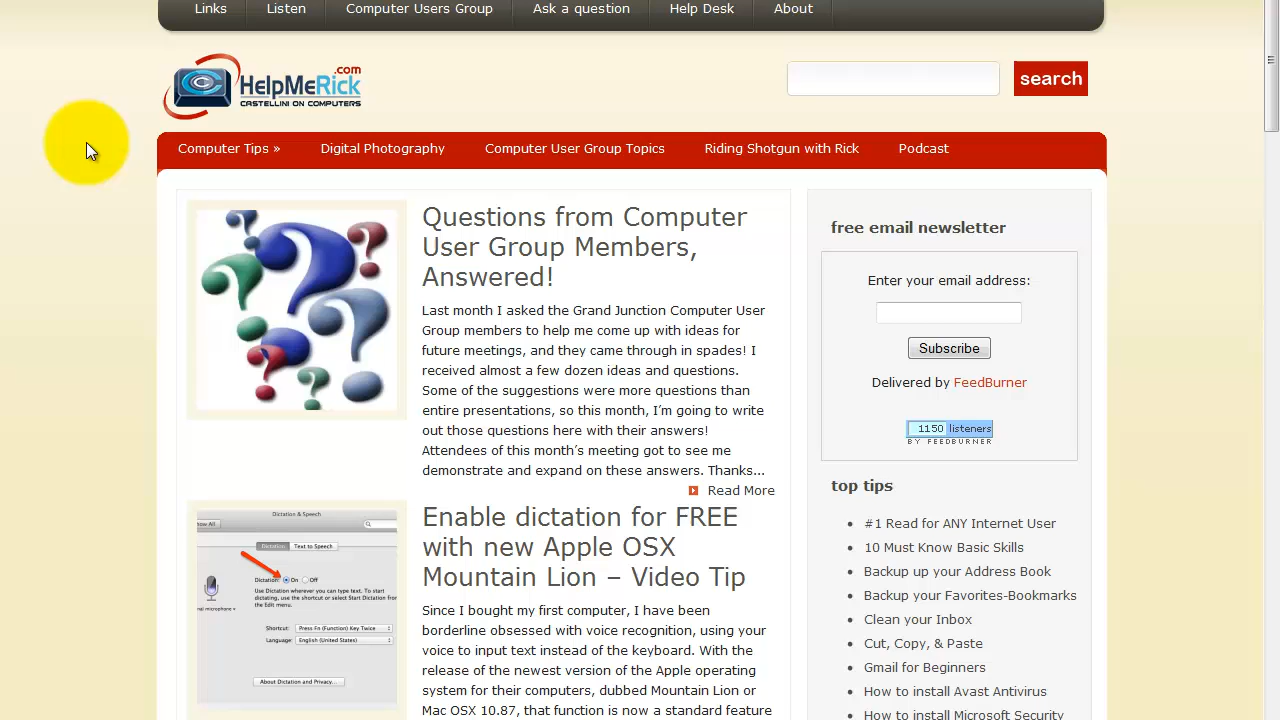 Links Listen Computer Users Group Ask a question Help Desk About
HelpMeRick .com
CASTELLINI ON COMPUTERS
search
Computer Tips » Digital Photography Computer User Group Topics Riding Shotgun with Rick Podcast
Questions from Computer
User Group Members,
Answered!
Last month I asked the Grand Junction Computer User
Group members to help me come up with ideas for
future meetings, and they came through in spades! I
received almost a few dozen ideas and questions.
Some of the suggestions were more questions than
entire presentations, so this month, I'm going to write
out those questions here with their answers!
Attendees of this month's meeting got to see me
demonstrate and expand on these answers. Thanks...
Read More
Dictation & Speech
how All
Dictation Text to Speech
Dictation: On Off
Use Dictation wherever you can type text. To start
dictating, use the shortcut or select Start Dictation from
the Edit menu.
nal microphone
Shortcut: Press Fn (Function) Key Twice
Language: English (United States)
About Dictation and Privacy...
Enable dictation for FREE
with new Apple OSX
Mountain Lion – Video Tip
Since I bought my first computer, I have been
borderline obsessed with voice recognition, using your
voice to input text instead of the keyboard. With the
release of the newest version of the Apple operating
system for their computers, dubbed Mountain Lion or
Mac OSX 10.87, that function is now a standard feature
free email newsletter
Enter your email address:
Subscribe
Delivered by FeedBurner
1150 listeners
BY FEEDBURNER
top tips
#1 Read for ANY Internet User
10 Must Know Basic Skills
Backup up your Address Book
Backup your Favorites-Bookmarks
Clean your Inbox
Cut, Copy, & Paste
Gmail for Beginners
How to install Avast Antivirus
How to install Microsoft Security